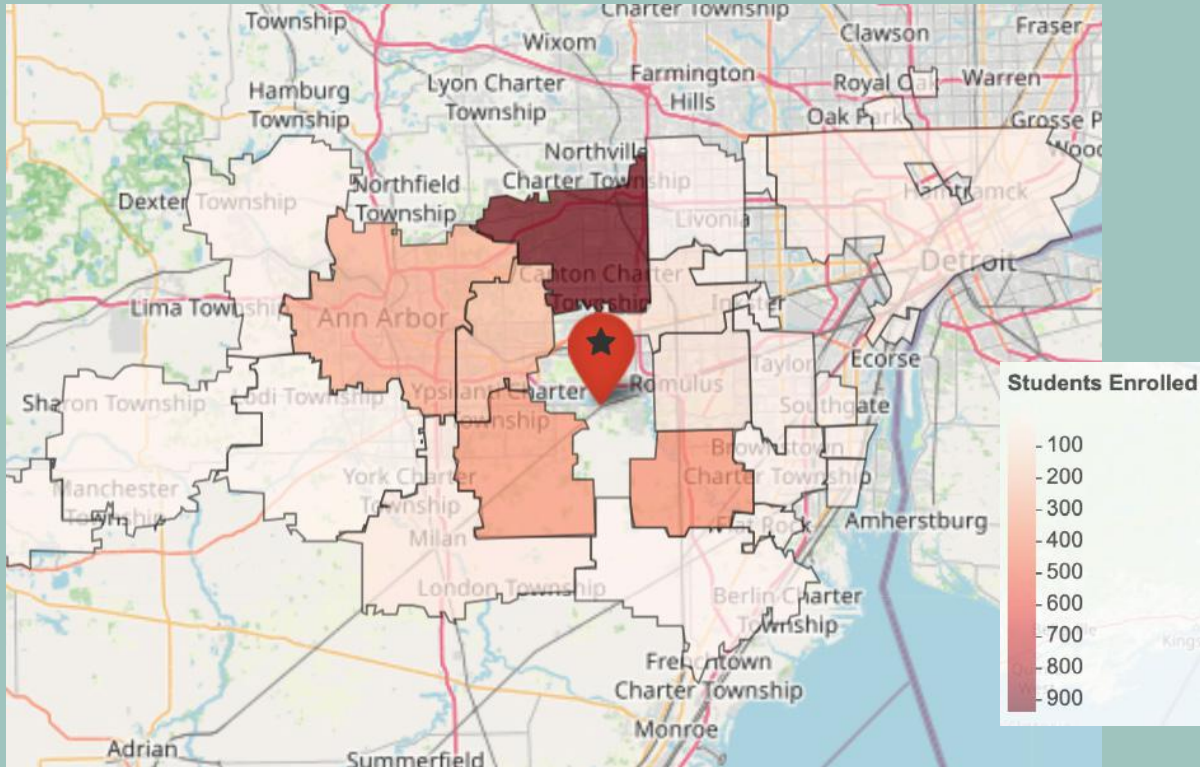 Township
Charter Township
Wixom
Clawson
Fraser
Hamburg
Township
Lyon Charter
Township
Farmington
Hills
Royal Oak
Warren
Oak Park
Grosse P
Wood
Northville
Charter Township
Dexter Township
Northfield
Township
Livonia
Hamtramck
Detroit
Canton Charter
Township
Lima Township
Ann Arbor
Inkster
Ecorse
Taylor
Romulus
Sharon Township
Lodi Township
Ypsilanti Charter
Township
Southgate
Brownstown
Charter Township
Manchester
Township
York Charter
Township
Milan
London Township
Flat Rock
Amherstburg
Berlin Charter
Township
Frenchtown
Charter Township
Monroe
Adrian
Summerfield
Students Enrolled
100
200
300
400
500
600
700
800
900
Kings